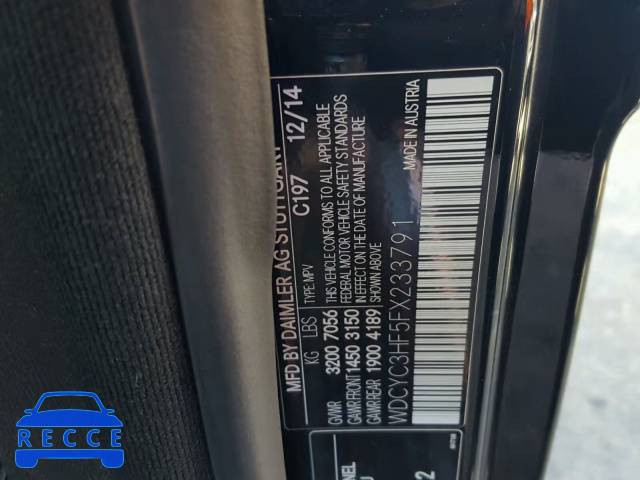 MFD BY DAIMLER AG STUTTGART
C197 12/14
KG LBS TYPE: MPV
GVWR 3200 7056 THIS VEHICLE CONFORMS TO ALL APPLICABLE
GAWR FRONT 1450 3150 FEDERAL MOTOR VEHICLE SAFETY STANDARDS
GAWR REAR 1900 4189 IN EFFECT ON DATE OF MANUFACTURE
SHOWN ABOVE
MADE IN AUSTRIA
WDCYC3HF5FX233791
2
RECCE